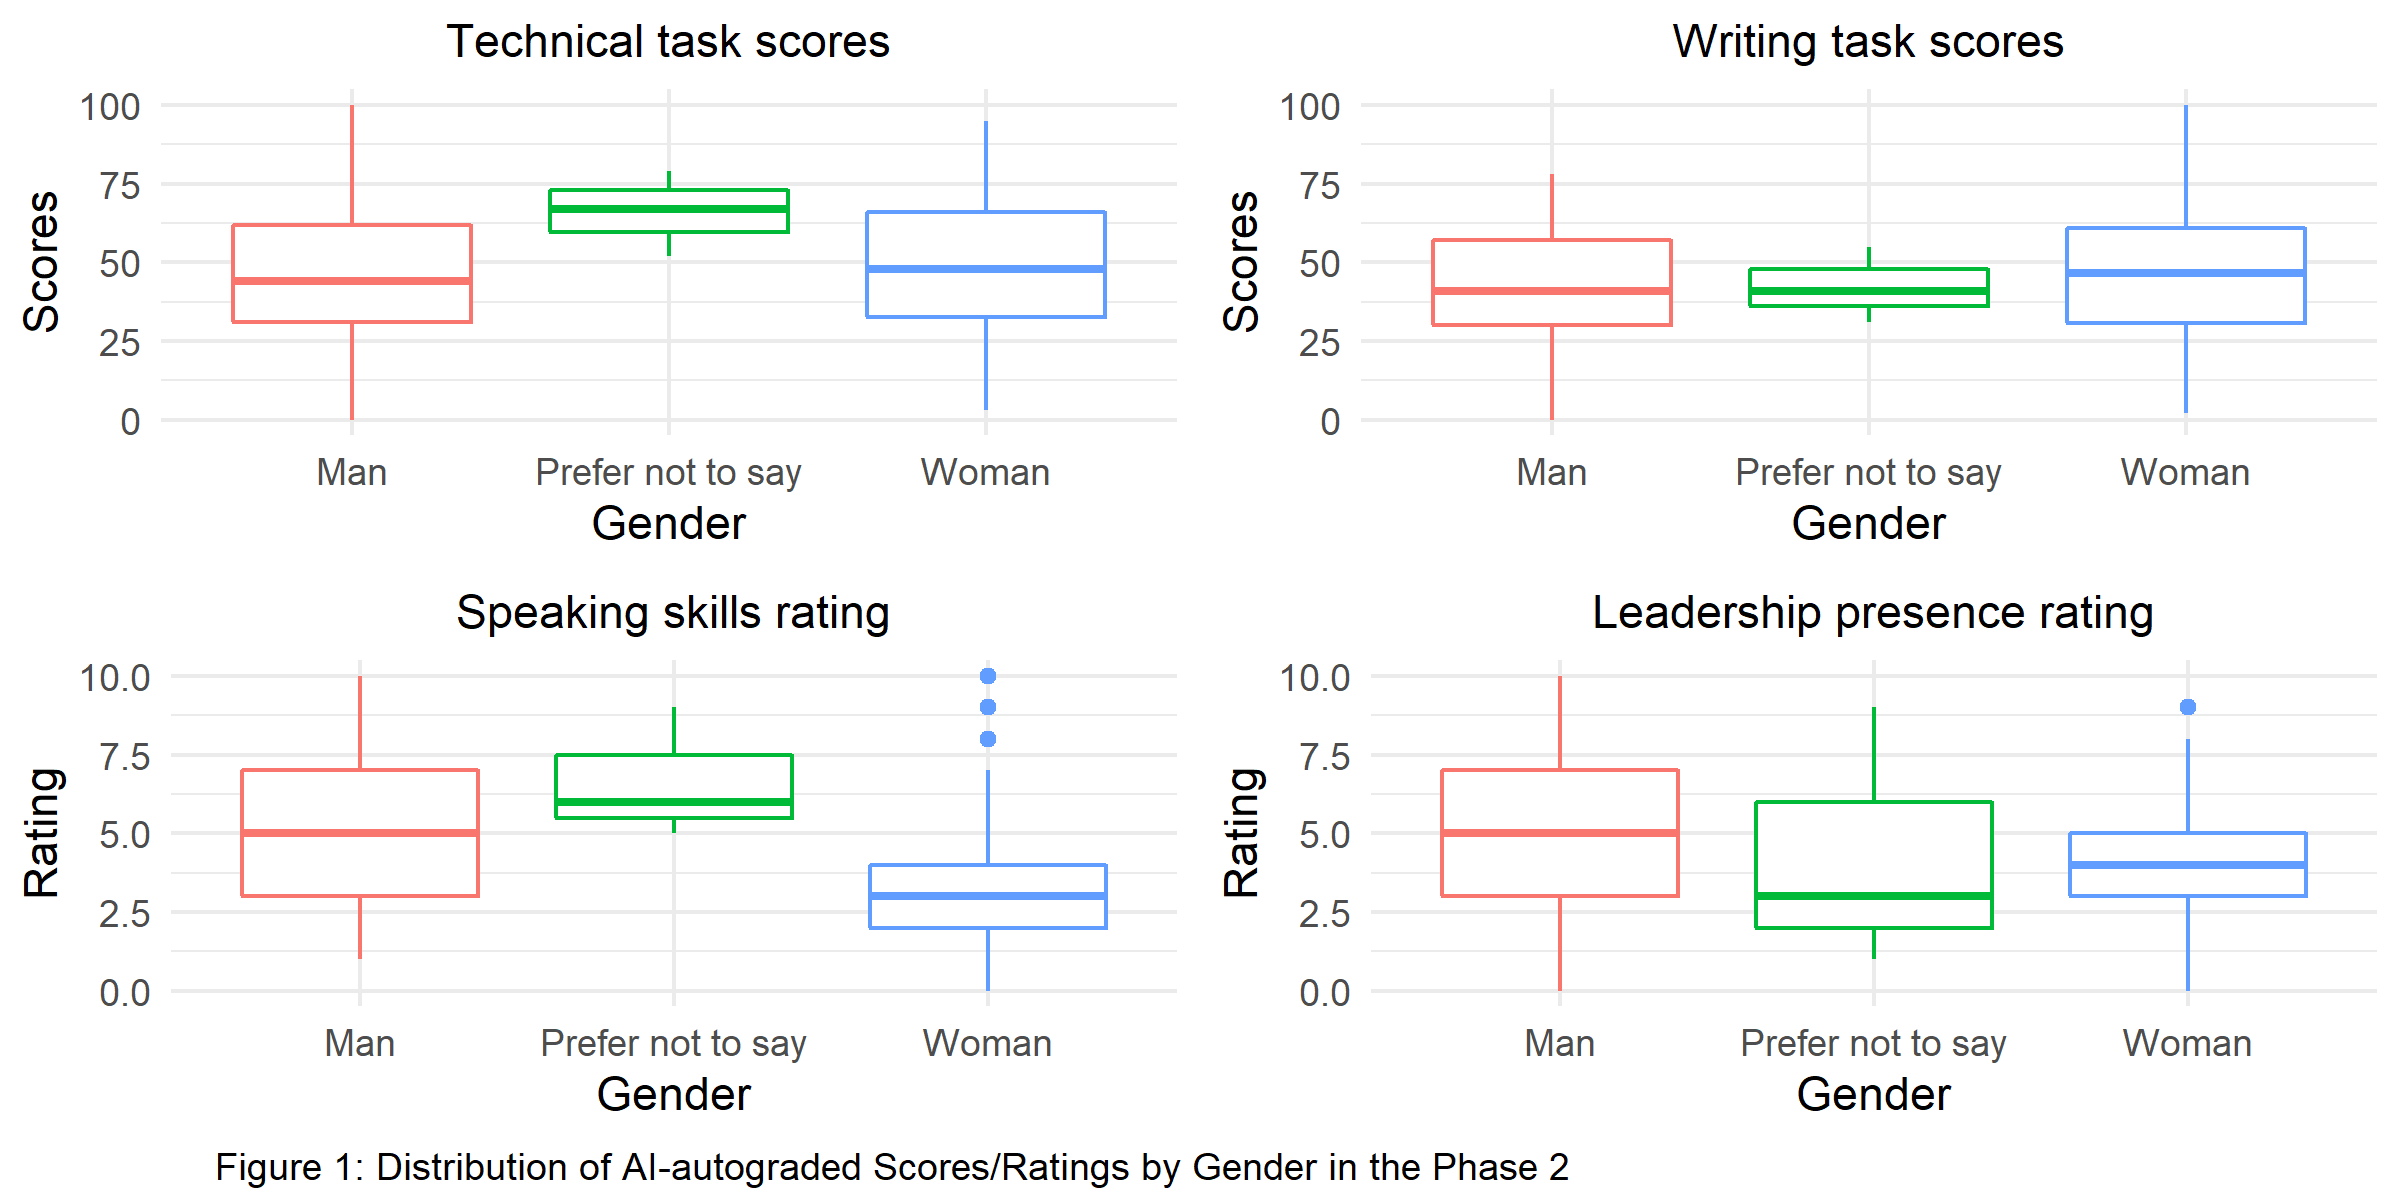 Technical task scores
Scores
100
75
50
25
0
Man Prefer not to say Woman
Gender
Writing task scores
Scores
100
75
50
25
0
Man Prefer not to say Woman
Gender
Speaking skills rating
Rating
10.0
7.5
5.0
2.5
0.0
Man Prefer not to say Woman
Gender
Leadership presence rating
Rating
10.0
7.5
5.0
2.5
0.0
Man Prefer not to say Woman
Gender
Figure 1: Distribution of AI-autograded Scores/Ratings by Gender in the Phase 2